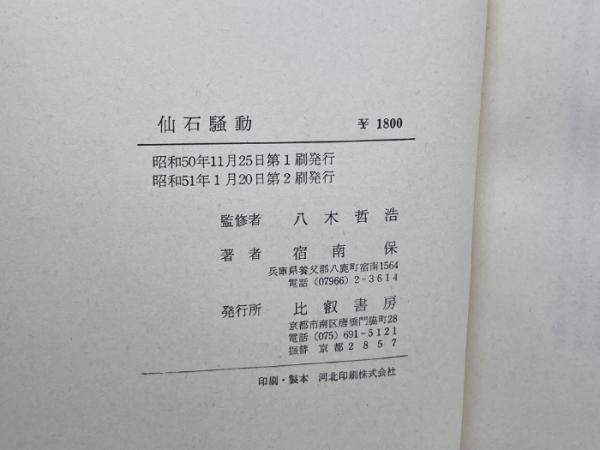 仙石騒動 ¥ 1800
昭和50年11月25日第1刷発行
昭和51年1月20日第2刷発行
監修者 八木哲浩
著者 宿南保
兵庫県養父郡八鹿町宿南1564
電話 (07966) 2-3614
発行所 比叡書房
京都市南区唐橋門脇町28
電話 (075) 691-5121
振替 京都 2857
印刷・製本 河北印刷株式会社